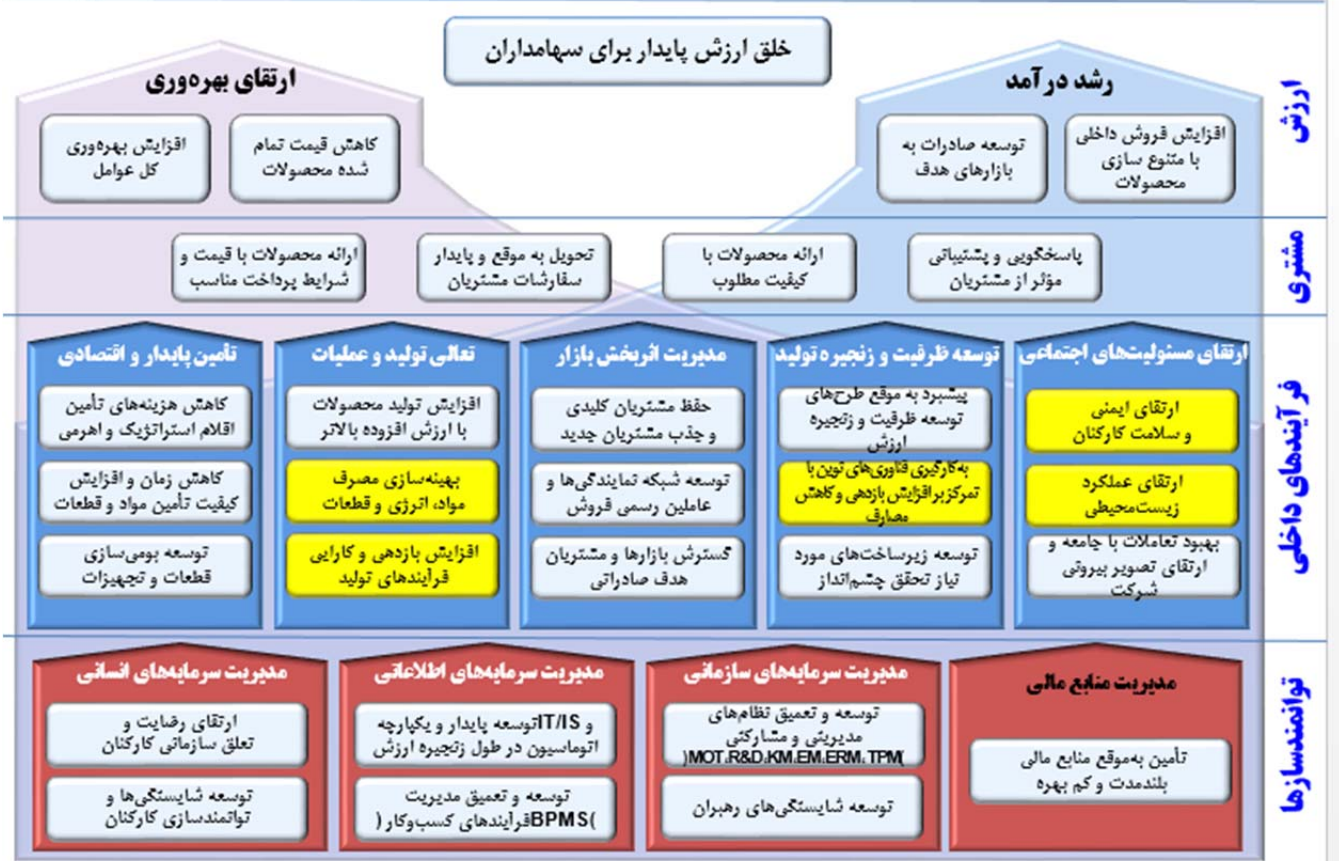 خلق ارزش پایدار برای سهامداران
ارزش
رشد درآمد
ارتقای بهره‌وری
افزایش فروش داخلی
با متنوع سازی
محصولات
توسعه صادرات به
بازارهای هدف
کاهش قیمت تمام
شده محصولات
افزایش بهره‌وری
کل عوامل
مشتری
پاسخگویی و پشتیبانی
مؤثر از مشتریان
ارائه محصولات با
کیفیت مطلوب
تحویل به موقع و پایدار
سفارشات مشتریان
ارائه محصولات با قیمت و
شرایط پرداخت مناسب
فرآیندهای داخلی
ارتقای مسئولیت‌های اجتماعی
ارتقای ایمنی
و سلامت کارکنان
ارتقای عملکرد
زیست‌محیطی
بهبود تعاملات با جامعه و
ارتقای تصویر بیرونی
شرکت
توسعه ظرفیت و زنجیره تولید
پیشبرد به موقع طرح‌های
توسعه ظرفیت و زنجیره
ارزش
به‌کارگیری فناوری‌های نوین با
تمرکز بر افزایش بازدهی و کاهش
مصارف
توسعه زیرساخت‌های مورد
نیاز تحقق چشم‌انداز
مدیریت اثربخش بازار
حفظ مشتریان کلیدی
و جذب مشتریان جدید
توسعه شبکه نمایندگی‌ها و
عاملین رسمی فروش
گسترش بازارها و مشتریان
هدف صادراتی
تعالی تولید و عملیات
افزایش تولید محصولات
با ارزش افزوده بالاتر
بهینه‌سازی مصرف
مواد، انرژی و قطعات
افزایش بازدهی و کارایی
فرآیندهای تولید
تأمین پایدار و اقتصادی
کاهش هزینه‌های تأمین
اقلام استراتژیک و اهرمی
کاهش زمان و افزایش
کیفیت تأمین مواد و قطعات
توسعه بومی‌سازی
قطعات و تجهیزات
توانمندسازها
مدیریت منابع مالی
تأمین به‌موقع منابع مالی
بلندمدت و کم بهره
مدیریت سرمایه‌های سازمانی
توسعه و تعمیق نظام‌های
مدیریتی و مشارکتی
)MOT،R&D،KM،EM،ERM، TPM(
توسعه شایستگی‌های رهبران
مدیریت سرمایه‌های اطلاعاتی
و IT/ISتوسعه پایدار و یکپارچه
اتوماسیون در طول زنجیره ارزش
توسعه و تعمیق مدیریت
)BPMSفرآیندهای کسب‌وکار (
مدیریت سرمایه‌های انسانی
ارتقای رضایت و
تعلق سازمانی کارکنان
توسعه شایستگی‌ها و
توانمندسازی کارکنان